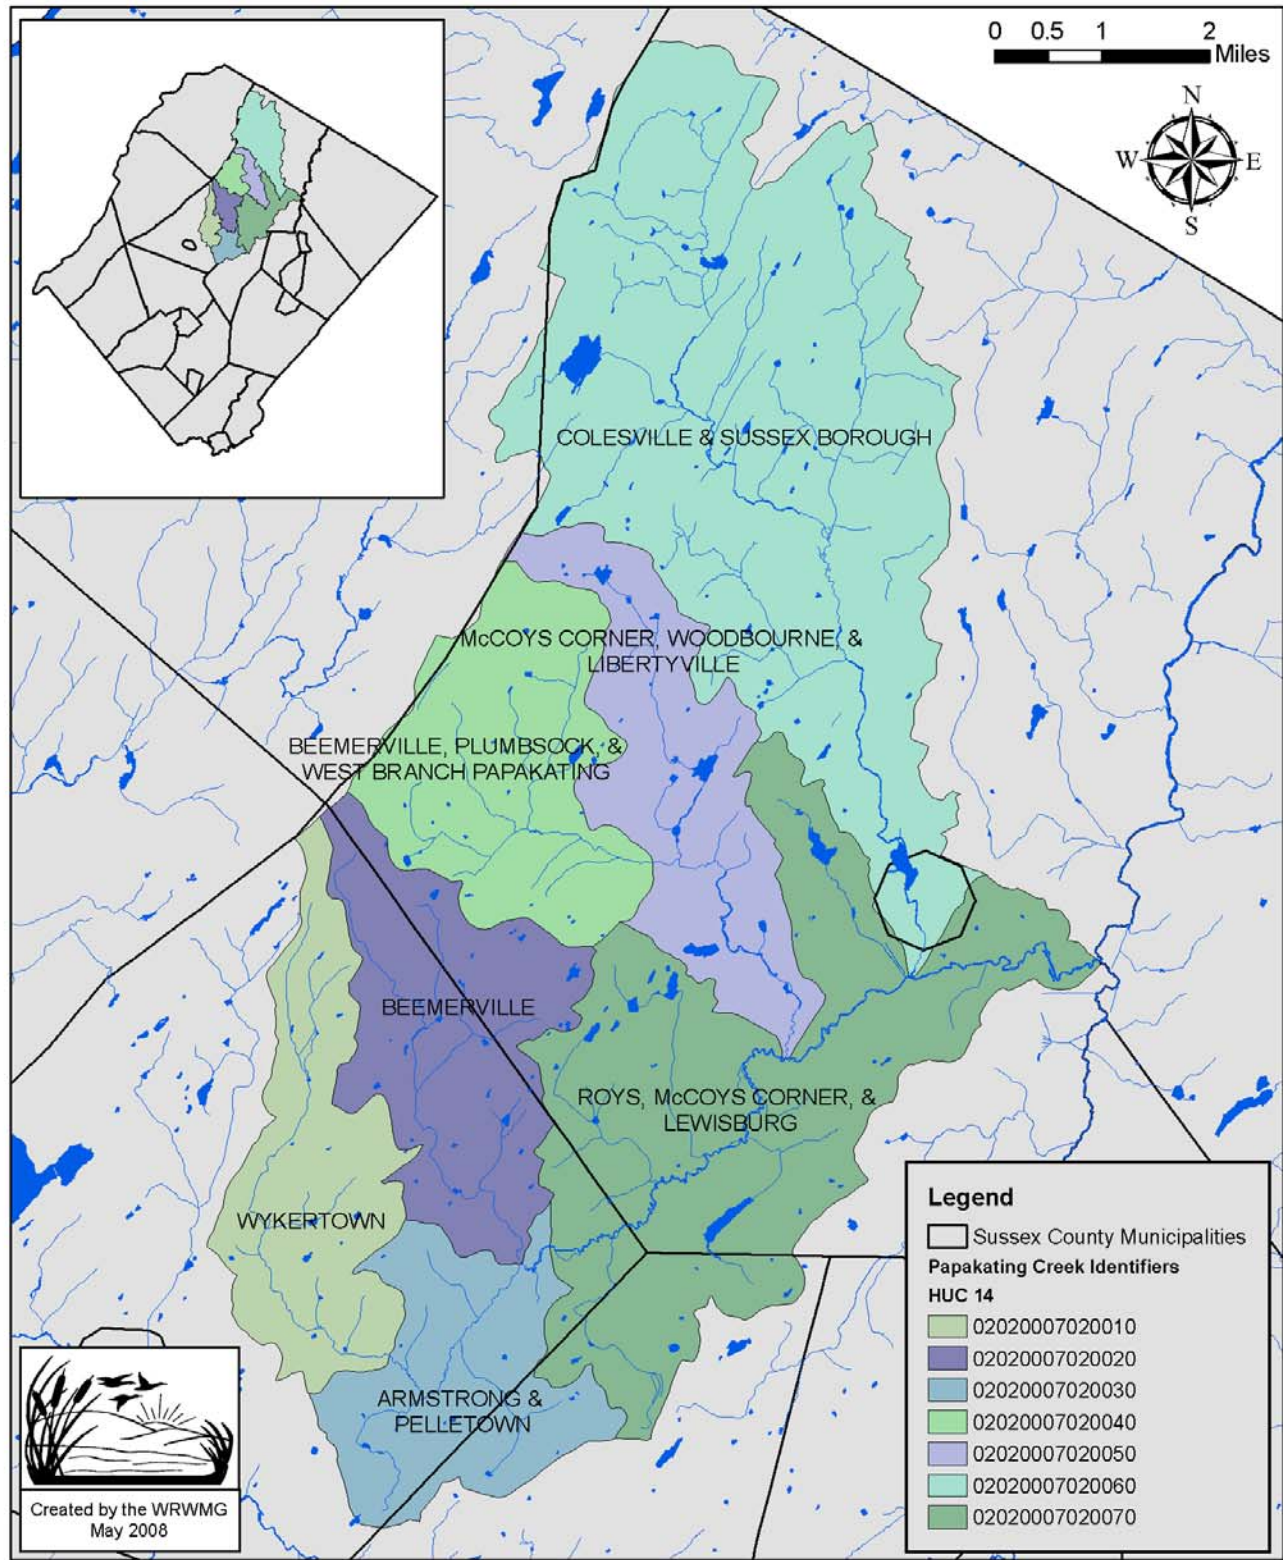 0 0.5 1 2
Miles
N
W E
S
COLESVILLE & SUSSEX BOROUGH
McCOYS CORNER, WOODBOURNE, &
LIBERTYVILLE
BEEMERVILLE, PLUMBSOCK, &
WEST BRANCH PAPAKATING
BEEMERVILLE
ROYS, McCOYS CORNER, &
LEWISBURG
WYKERTOWN
ARMSTRONG &
PELLETOWN
Legend
Sussex County Municipalities
Papakating Creek Identifiers
HUC 14
02020007020010
02020007020020
02020007020030
02020007020040
02020007020050
02020007020060
02020007020070
Created by the WRWMG
May 2008